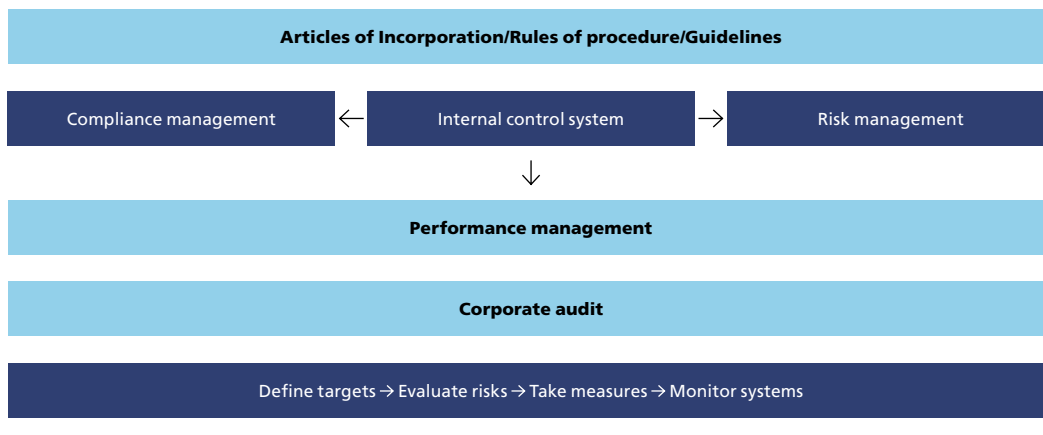 Articles of Incorporation/Rules of procedure/Guidelines
Compliance management ← Internal control system → Risk management
↓
Performance management
Corporate audit
Define targets → Evaluate risks → Take measures → Monitor systems